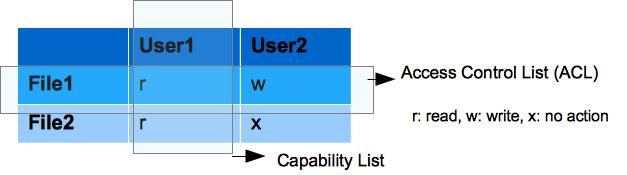 User1 User2
File1 r w
File2 r x
Access Control List (ACL)
r: read, w: write, x: no action
Capability List